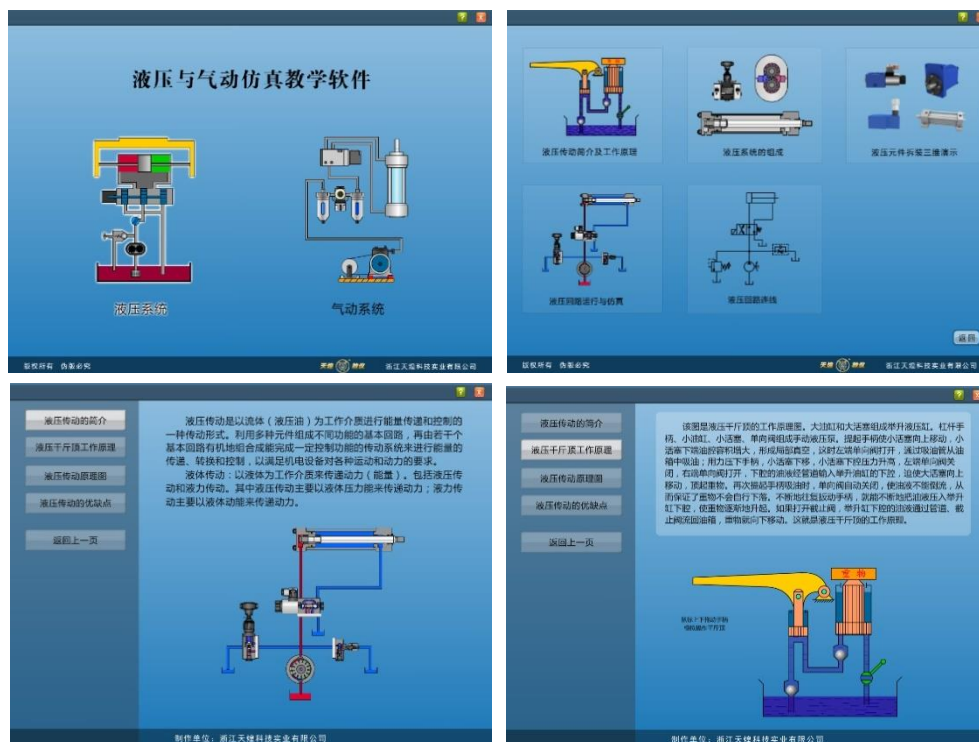 液压与气动仿真教学软件
液压系统
气动系统
版权所有 伪版必究
天煌 教仪
浙江天煌科技实业有限公司
液压传动简介及工作原理
液压系统的组成
液压元件拆装三维演示
液压回路运行与仿真
液压回路连线
返回
版权所有 伪版必究
天煌 教仪
浙江天煌科技实业有限公司
液压传动的简介
液压千斤顶工作原理
液压传动原理图
液压传动的优缺点
返回上一页
液压传动是以流体（液压油）为工作介质进行能量传递和控制的
一种传动形式。利用多种元件组成不同功能的基本回路，再由若干个
基本回路有机地组合成能完成一定控制功能的传动系统来进行能量的
传递、转换和控制，以满足机电设备对各种运动和动力的要求。
液体传动：以液体为工作介质来传递动力（能量）。包括液压传
动和液力传动。其中液压传动主要以液体压力能来传递动力；液力传
动主要以液体动能来传递动力。
制作单位：浙江天煌科技实业有限公司
液压传动的简介
液压千斤顶工作原理
液压传动原理图
液压传动的优缺点
返回上一页
该图是液压千斤顶的工作原理图。大油缸和大活塞组成举升液压缸。杠杆手
柄、小油缸、小活塞、单向阀组成手动液压泵。提起手柄使小活塞向上移动，小
活塞下端油腔容积增大，形成局部真空，这时左端单向阀打开，通过吸油管从油
箱中吸油；用力压下手柄，小活塞下移，小活塞下腔压力升高，左端单向阀关
闭，右端单向阀打开，下腔的油液经管道输入举升油缸的下腔，迫使大活塞向上
移动，顶起重物。再次提起手柄吸油时，单向阀自动关闭，使油液不能倒流，从
而保证了重物不会自行下落。不断地往复扳动手柄，就能不断地把油液压入举升
缸下腔，使重物逐渐地升起。如果打开截止阀，举升缸下腔的油液通过管道、截
止阀流回油箱，重物就向下移动。这就是液压千斤顶的工作原理。
重物
制作单位：浙江天煌科技实业有限公司